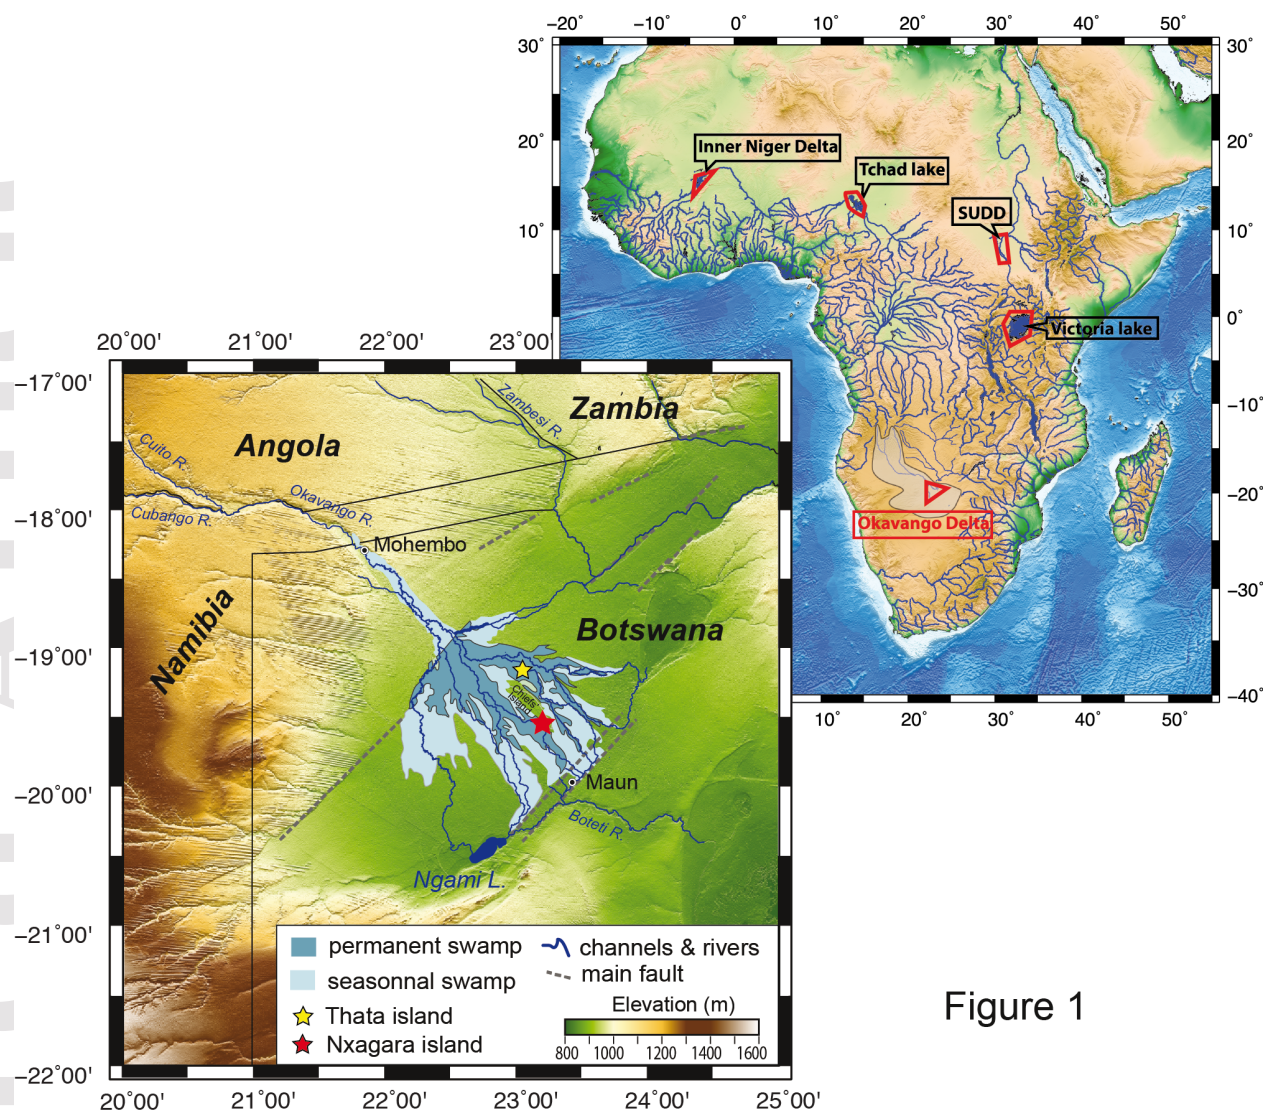 −20˚ −10˚ 0˚ 10˚ 20˚ 30˚ 40˚ 50˚
30˚ 30˚
20˚ 20˚
10˚ 10˚
0˚
−10˚
−20˚
−30˚
−40˚
10˚ 20˚ 30˚ 40˚ 50˚
Inner Niger Delta
Tchad lake
SUDD
Victoria lake
Okavango Delta
20˚00' 21˚00' 22˚00' 23˚00'
−17˚00'
−18˚00'
−19˚00'
−20˚00'
−21˚00'
−22˚00'
Zambesi R.
Zambia
Angola
Cuito R.
Okavango R.
Cubango R.
Mohembo
Namibia
Botswana
Chiefs'
Island
Maun
Boteti R.
Ngami L.
permanent swamp
seasonnal swamp
Thata island
Nxagara island
channels & rivers
main fault
Elevation (m)
800 1000 1200 1400 1600
20˚00' 21˚00' 22˚00' 23˚00' 24˚00' 25˚00'
Figure 1